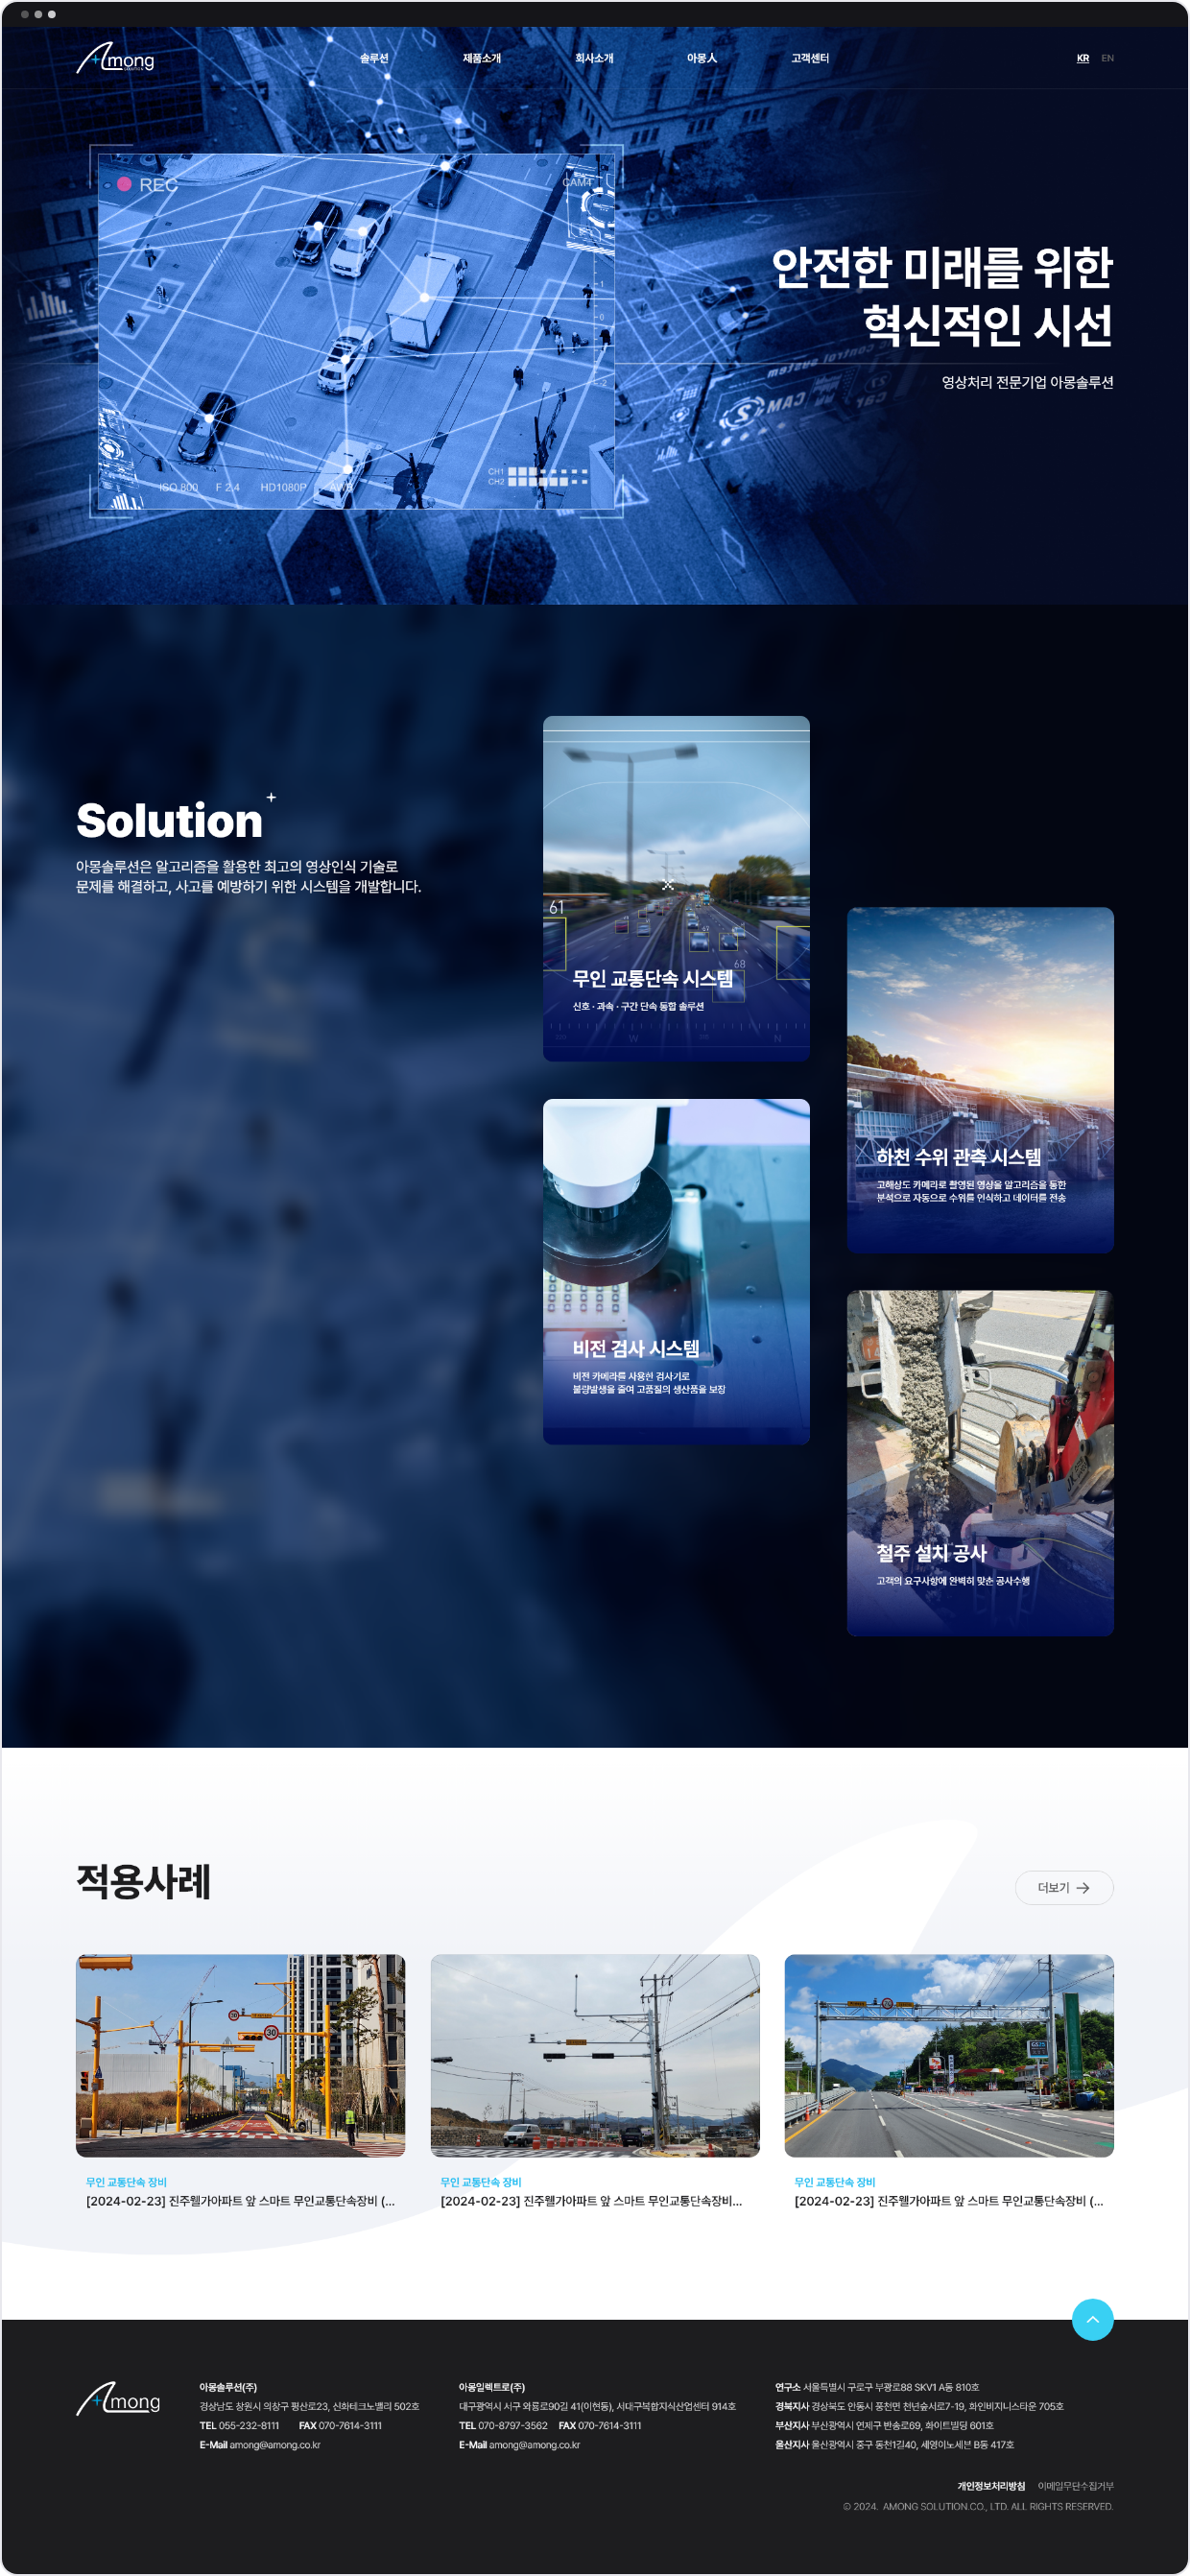 Among
솔루션 제품소개 회사소개 아몽人 고객센터 KR EN
REC
CAM1
안전한 미래를 위한
혁신적인 시선
영상처리 전문기업 아몽솔루션
CH1
CH2
ISO 800 F 2.4 HD1080P AWB
Solution
아몽솔루션은 알고리즘을 활용한 최고의 영상인식 기술로
문제를 해결하고, 사고를 예방하기 위한 시스템을 개발합니다.
61
68
무인 교통단속 시스템
신호 · 과속 · 구간 단속 통합 솔루션
W N
하천 수위 관측 시스템
고해상도 카메라로 촬영된 영상을 알고리즘을 통한
분석으로 자동으로 수위를 인식하고 데이터를 전송
비전 검사 시스템
비전 카메라를 사용한 검사기로
불량발생을 줄여 고품질의 생산품을 보장
철주 설치 공사
고객의 요구사항에 완벽히 맞춘 공사수행
적용사례
더보기
30 30
무인 교통단속 장비
[2024-02-23] 진주웰가아파트 앞 스마트 무인교통단속장비 (...
무인 교통단속 장비
[2024-02-23] 진주웰가아파트 앞 스마트 무인교통단속장비...
무인 교통단속 장비
[2024-02-23] 진주웰가아파트 앞 스마트 무인교통단속장비 (...
Among
아몽솔루션(주)
경상남도 창원시 의창구 평산로23, 신화테크노밸리 502호
TEL 055-232-8111 FAX 070-7614-3111
E-Mail among@among.co.kr
아몽일렉트로(주)
대구광역시 서구 와룡로90길 41(이현동), 서대구복합지식산업센터 914호
TEL 070-8797-3562 FAX 070-7614-3111
E-Mail among@among.co.kr
연구소 서울특별시 구로구 부광로88 SKV1 A동 810호
경북지사 경상북도 안동시 풍천면 천년숲서로7-19, 화인비지니스타운 705호
부산지사 부산광역시 연제구 반송로69, 화이트빌딩 601호
울산지사 울산광역시 중구 동천1길40, 세영이노세븐 B동 417호
개인정보처리방침 이메일무단수집거부
© 2024. AMONG SOLUTION.CO., LTD. ALL RIGHTS RESERVED.